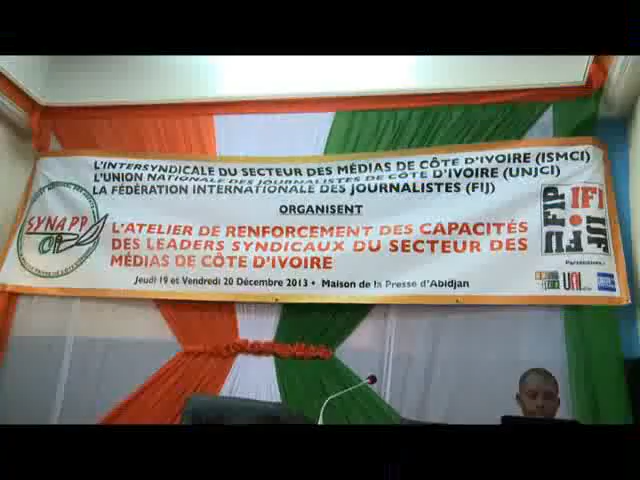 L'INTERSYNDICALE DU SECTEUR DES MÉDIAS DE CÔTE D'IVOIRE (ISMCI)
L'UNION NATIONALE DES JOURNALISTES DE CÔTE D'IVOIRE (UNJCI)
LA FÉDÉRATION INTERNATIONALE DES JOURNALISTES (FIJ)
ORGANISENT
L'ATELIER DE RENFORCEMENT DES CAPACITÉS
DES LEADERS SYNDICAUX DU SECTEUR DES
MÉDIAS DE CÔTE D'IVOIRE
Jeudi 19 et Vendredi 20 Décembre 2013 • Maison de la Presse d'Abidjan
SYNAPP
CI
IFJ
FIP
FIJ
Partenaires :